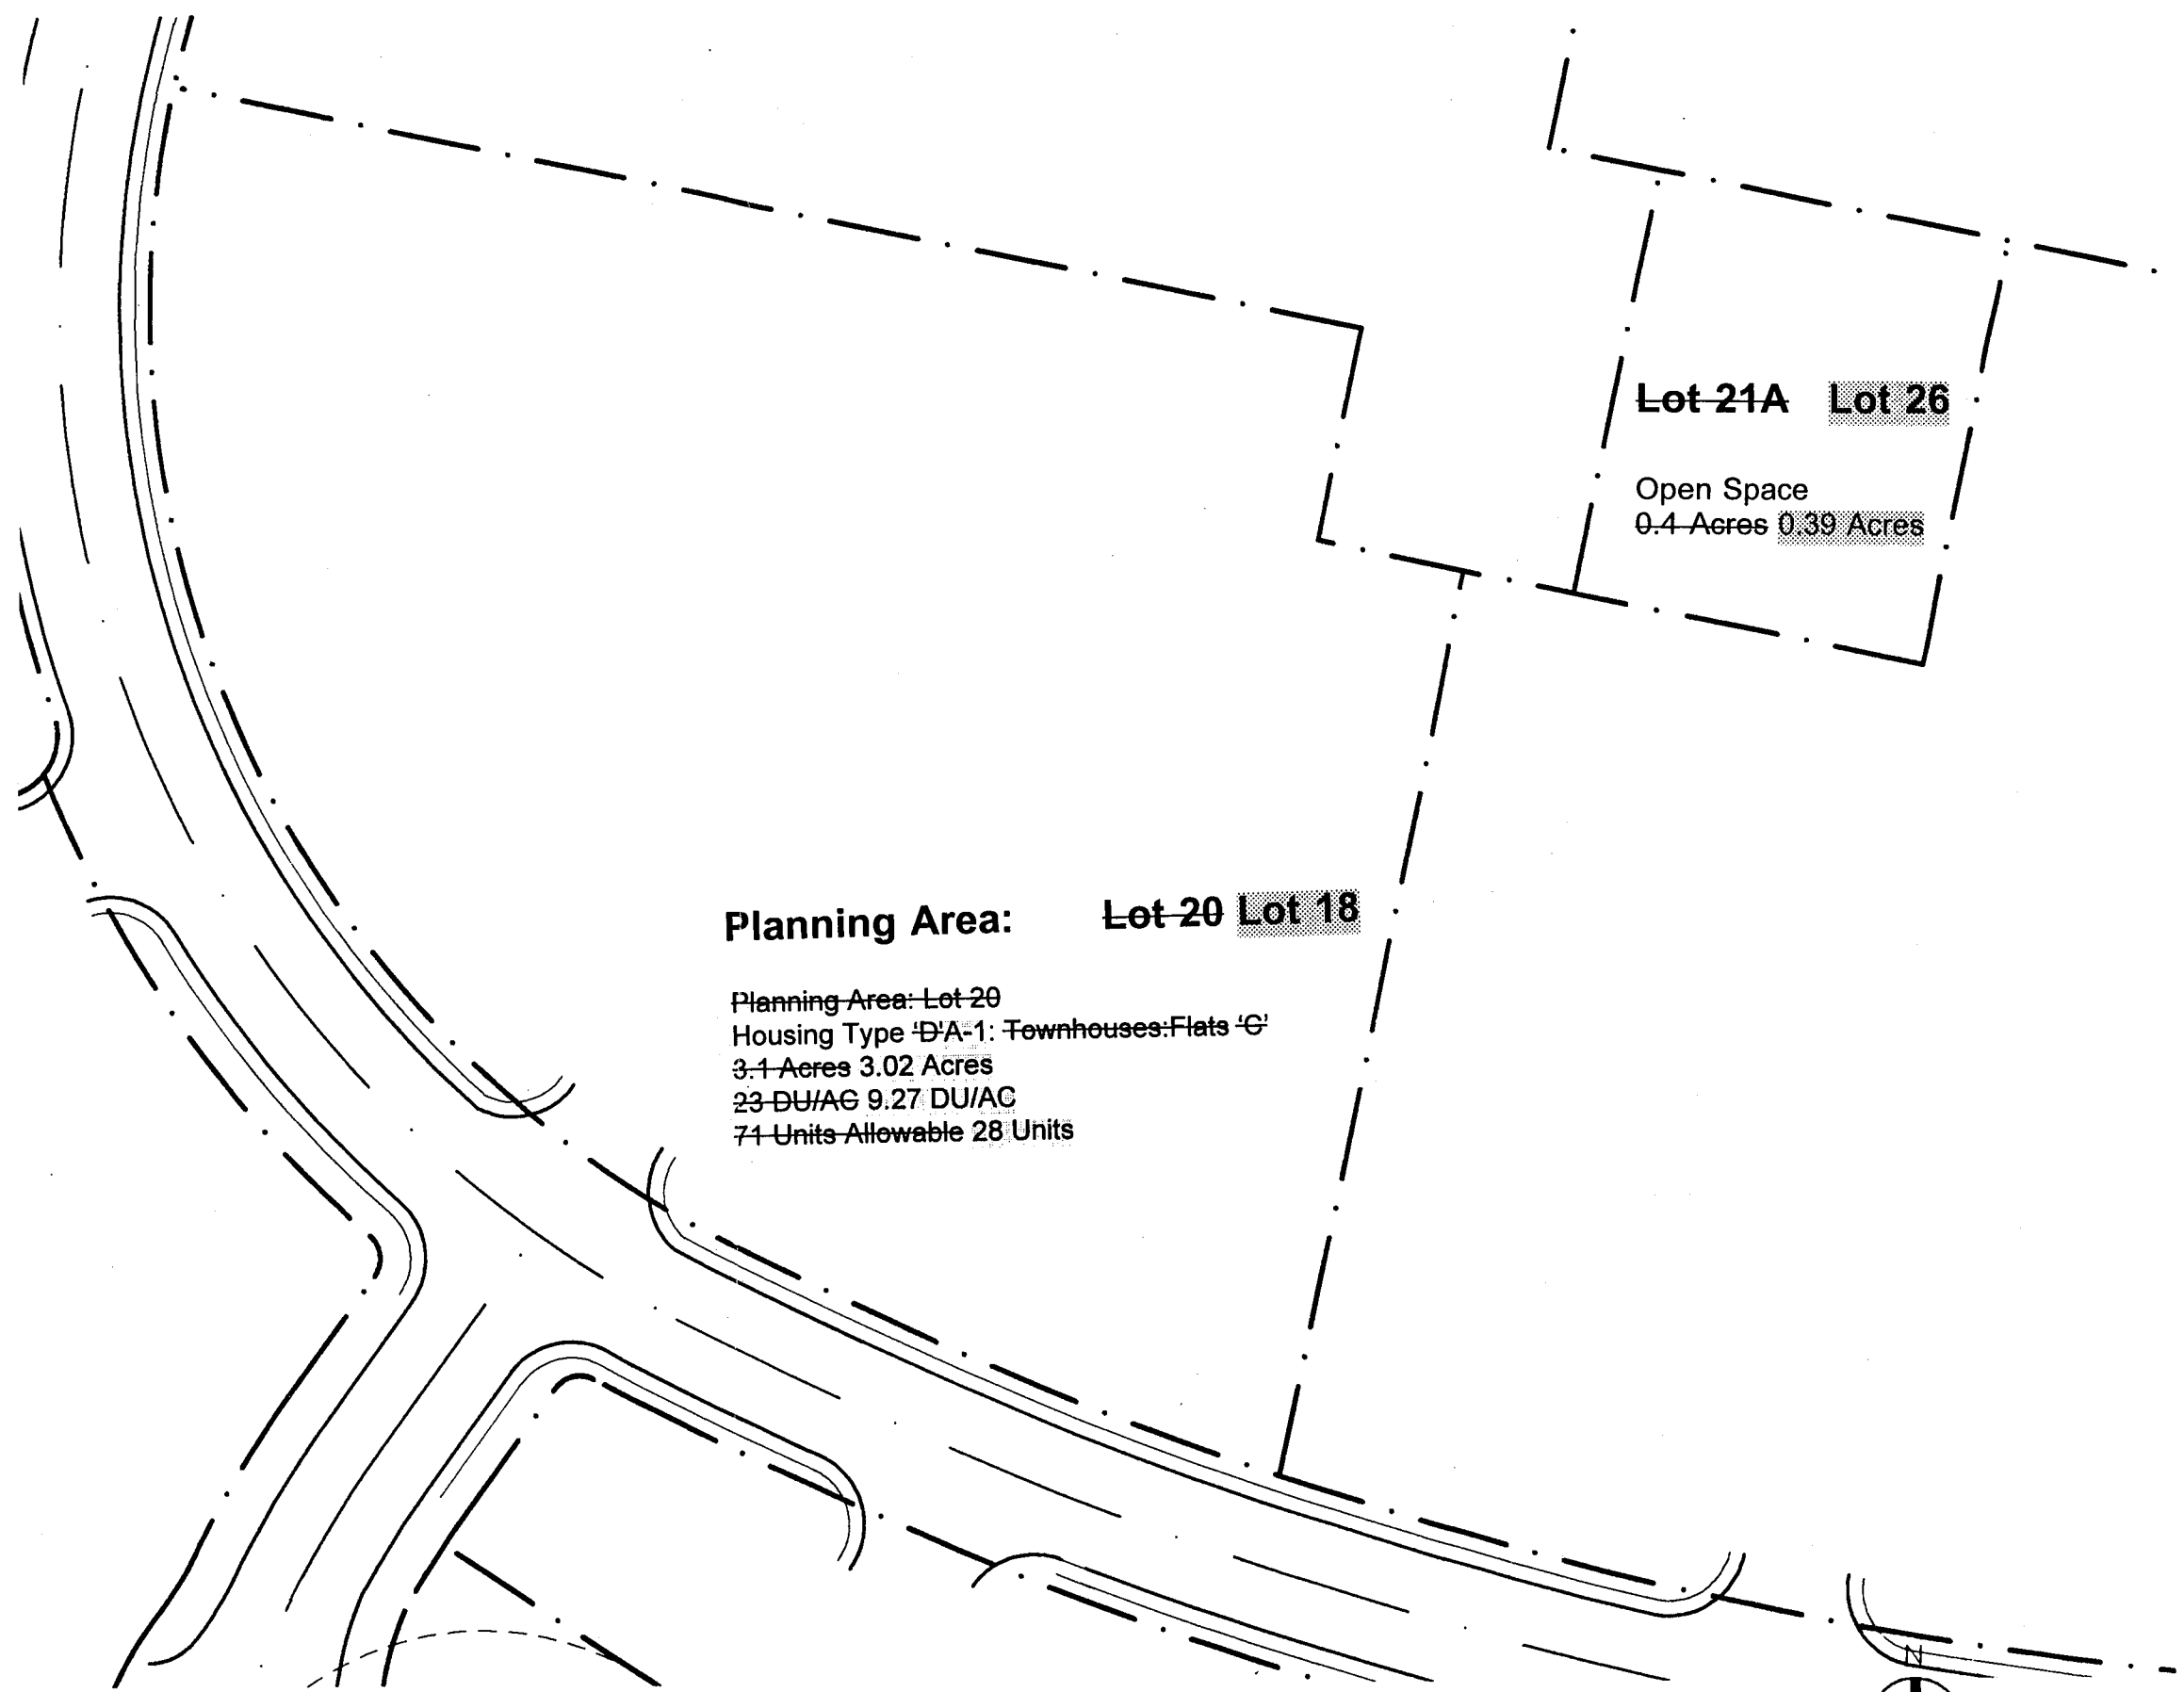 Lot 21A Lot 26
Open Space
0.4 Acres 0.39 Acres
Planning Area: Lot 20 Lot 18
Planning Area: Lot 20
Housing Type 'D'A-1: Townhouses:Flats 'C'
3.1 Acres 3.02 Acres
23 DU/AC 9.27 DU/AC
71 Units Allowable 28 Units
N